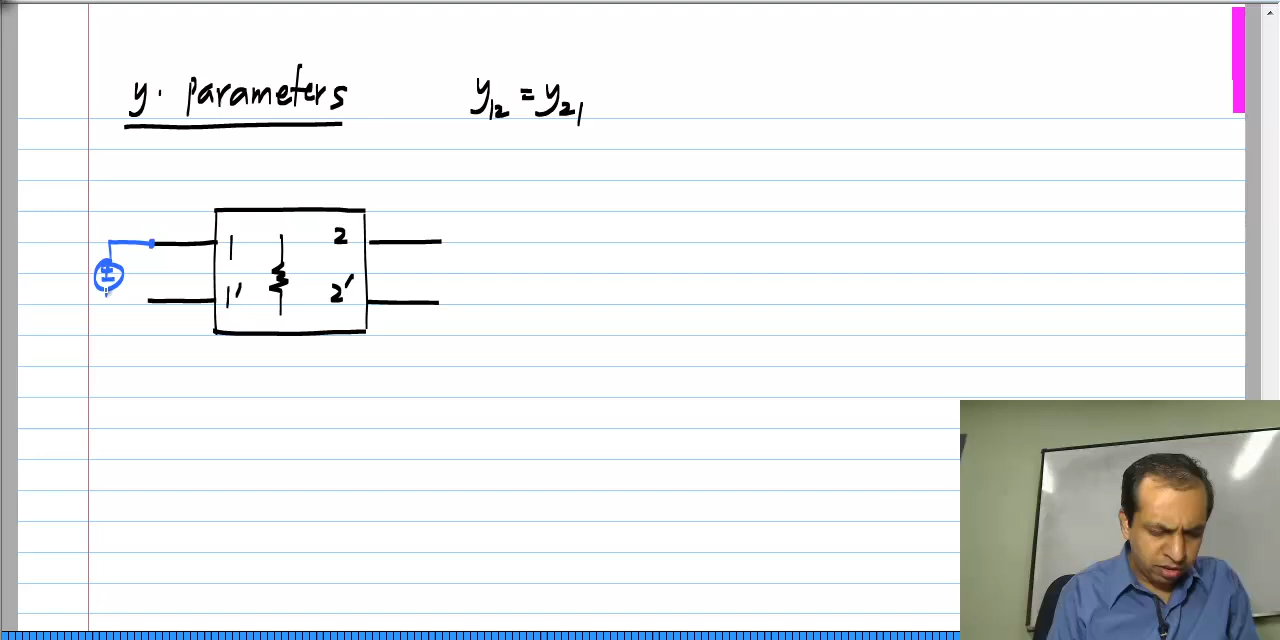 y. parameters y₁₂ = y₂₁
1 2
1' 2'